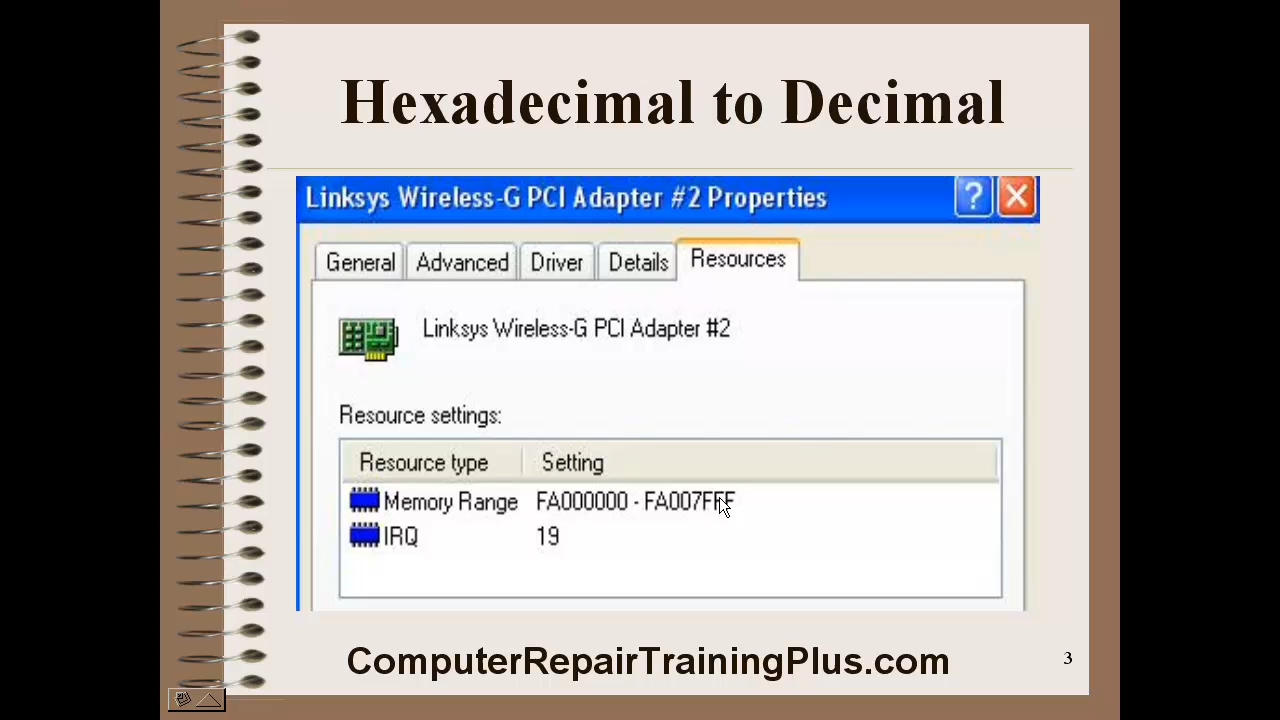 Hexadecimal to Decimal
Linksys Wireless-G PCI Adapter #2 Properties
General Advanced Driver Details Resources
Linksys Wireless-G PCI Adapter #2
Resource settings:
Resource type Setting
Memory Range FA000000 - FA007FFF
IRQ 19
ComputerRepairTrainingPlus.com
3